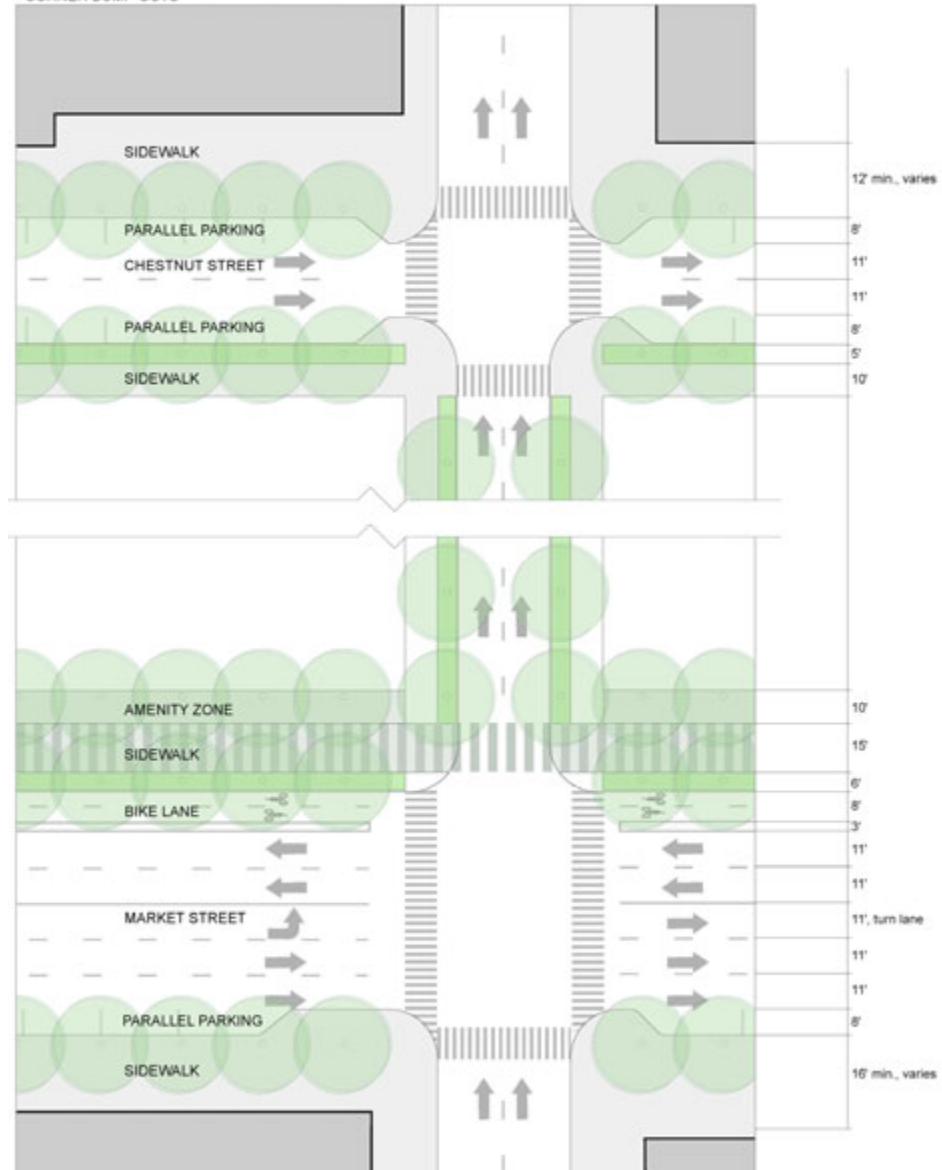 SIDEWALK
12' min., varies
PARALLEL PARKING
8'
CHESTNUT STREET
11'
11'
PARALLEL PARKING
8'
5'
SIDEWALK
10'
AMENITY ZONE
10'
SIDEWALK
15'
6'
BIKE LANE
8'
3'
11'
11'
MARKET STREET
11', turn lane
11'
11'
PARALLEL PARKING
8'
SIDEWALK
16' min., varies